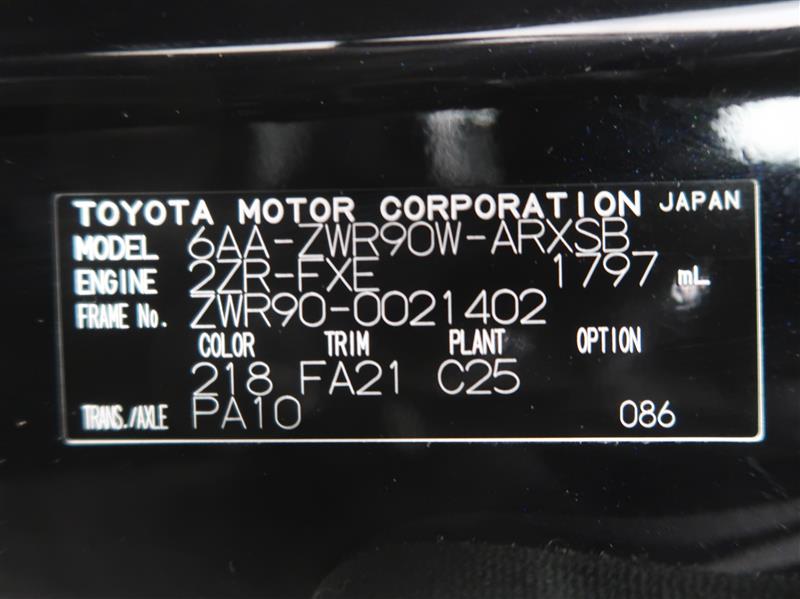 TOYOTA MOTOR CORPORATION JAPAN
MODEL 6AA-ZWR90W-ARXSB
ENGINE 2ZR-FXE 1797 mL
FRAME No. ZWR90-0021402
COLOR TRIM PLANT OPTION
218 FA21 C25
TRANS./AXLE PA10 086